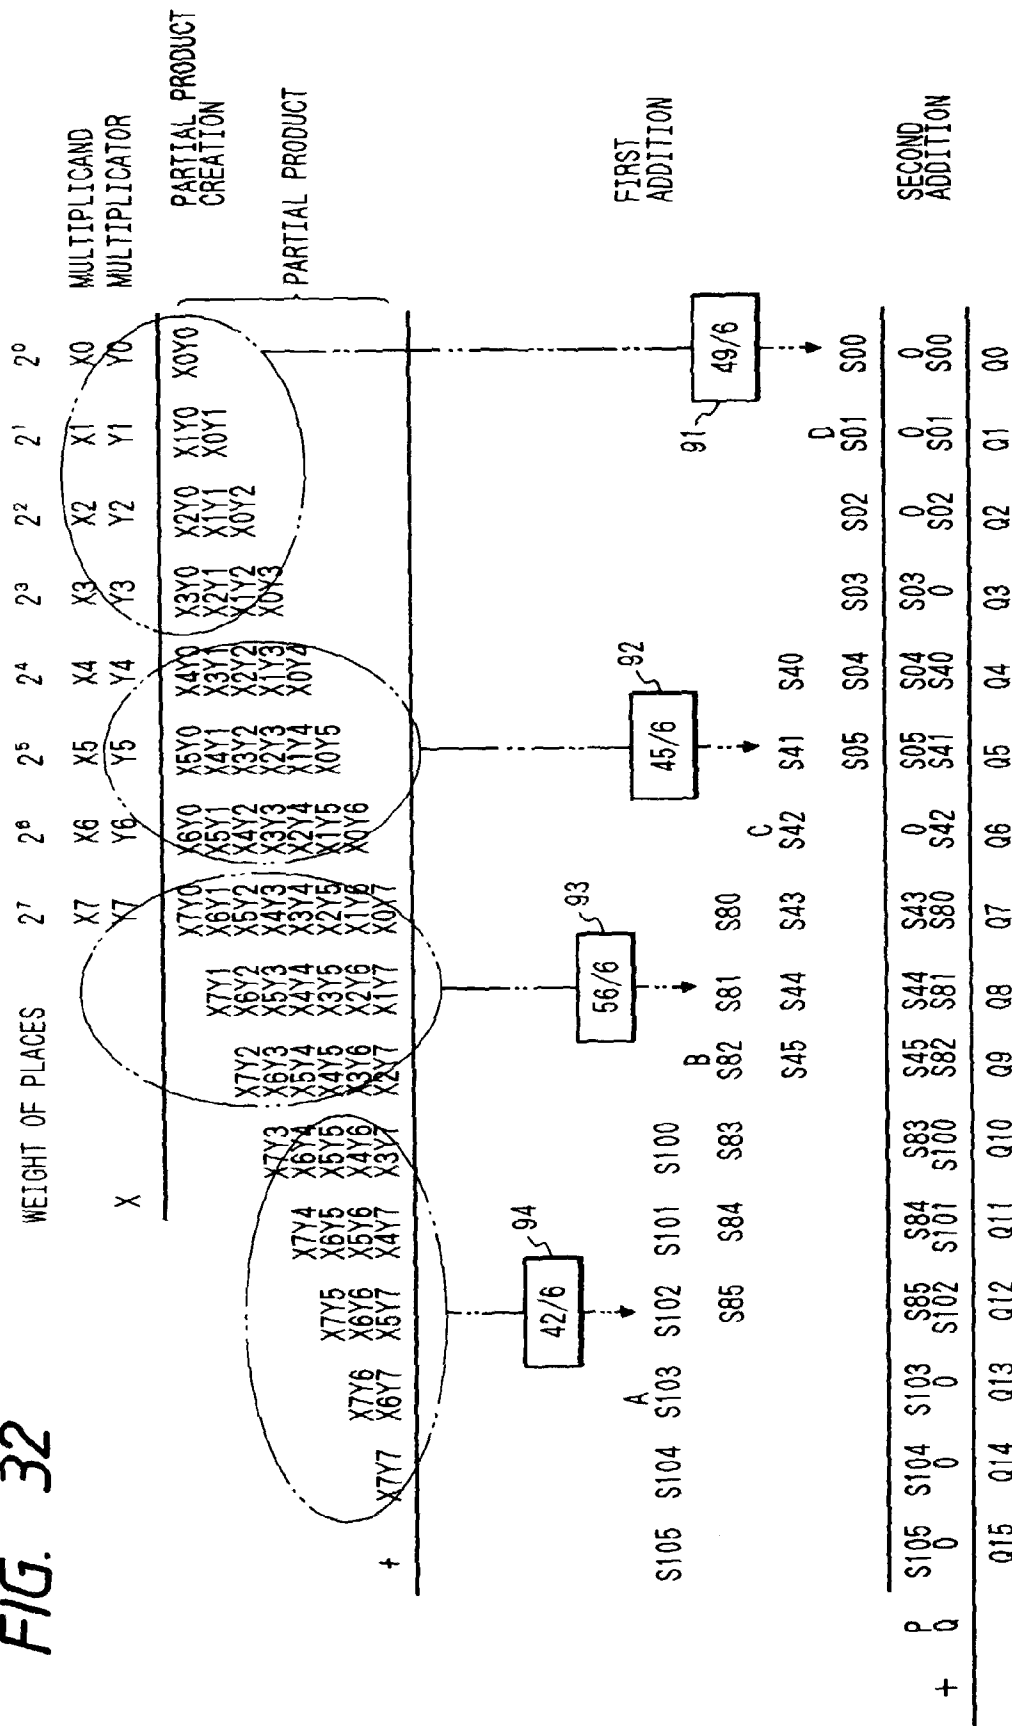 FIG. 32
WEIGHT OF PLACES 2⁷ 2⁶ 2⁵ 2⁴ 2³ 2² 2¹ 2⁰
X7 X6 X5 X4 X3 X2 X1 X0 MULTIPLICAND
X Y7 Y6 Y5 Y4 Y3 Y2 Y1 Y0 MULTIPLICATOR
X7Y0 X6Y0 X5Y0 X4Y0 X3Y0 X2Y0 X1Y0 X0Y0 PARTIAL PRODUCT
X7Y1 X6Y1 X5Y1 X4Y1 X3Y1 X2Y1 X1Y1 X0Y1 CREATION
X7Y2 X6Y2 X5Y2 X4Y2 X3Y2 X2Y2 X1Y2 X0Y2
X7Y3 X6Y3 X5Y3 X4Y3 X3Y3 X2Y3 X1Y3 X0Y3
X7Y4 X6Y4 X5Y4 X4Y4 X3Y4 X2Y4 X1Y4 X0Y4 PARTIAL PRODUCT
X7Y5 X6Y5 X5Y5 X4Y5 X3Y5 X2Y5 X1Y5 X0Y5
X7Y6 X6Y6 X5Y6 X4Y6 X3Y6 X2Y6 X1Y6 X0Y6
+ X7Y7 X6Y7 X5Y7 X4Y7 X3Y7 X2Y7 X1Y7 X0Y7
94
42/6
93
56/6
92
45/6
91
49/6
FIRST
ADDITION
A
S105 S104 S103 S102 S101 S100
B
S85 S84 S83 S82 S81 S80
C
S45 S44 S43 S42 S41 S40
D
S05 S04 S03 S02 S01 S00
P S105 S104 S103 S85 S84 S83 S45 S44 S43 0 S05 S04 S03 0 0 0 SECOND
+ Q 0 0 0 S102 S101 S100 S82 S81 S80 S42 S41 S40 0 S02 S01 S00 ADDITION
Q15 Q14 Q13 Q12 Q11 Q10 Q9 Q8 Q7 Q6 Q5 Q4 Q3 Q2 Q1 Q0